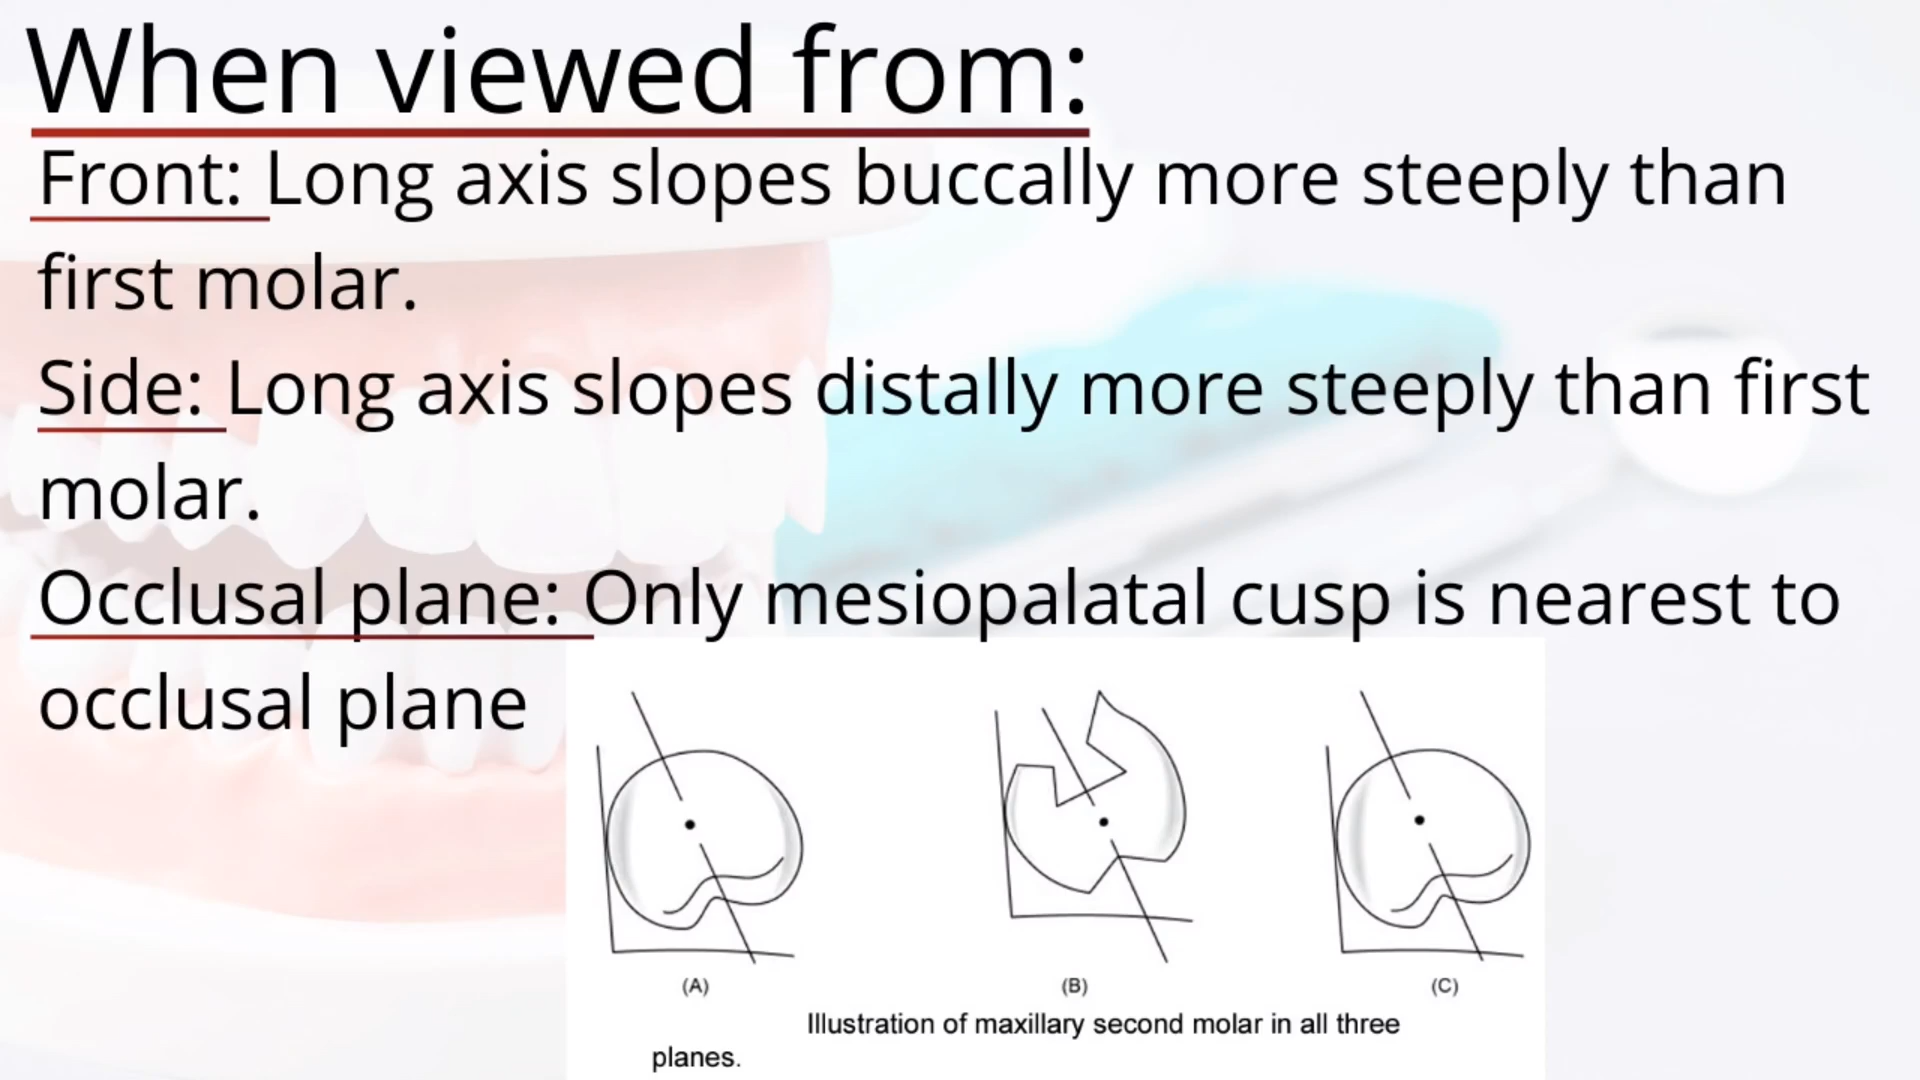 When viewed from:
Front: Long axis slopes buccally more steeply than
first molar.
Side: Long axis slopes distally more steeply than first
molar.
Occlusal plane: Only mesiopalatal cusp is nearest to
occlusal plane
(A) (B) (C)
Illustration of maxillary second molar in all three
planes.